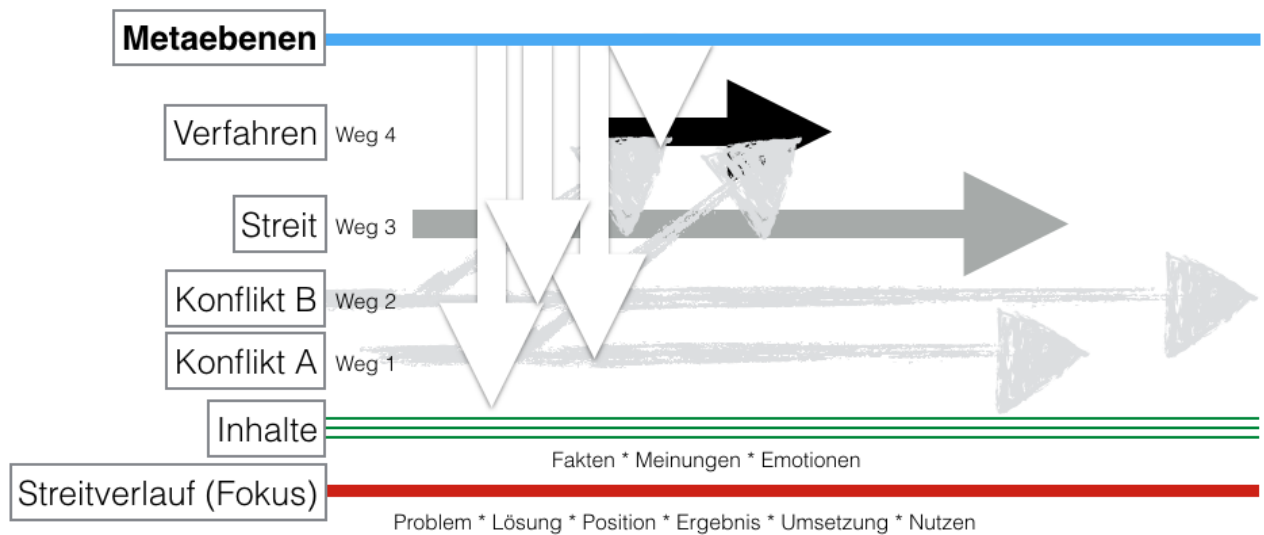 Metaebenen
Verfahren Weg 4
Streit Weg 3
Konflikt B Weg 2
Konflikt A Weg 1
Inhalte
Fakten * Meinungen * Emotionen
Streitverlauf (Fokus)
Problem * Lösung * Position * Ergebnis * Umsetzung * Nutzen